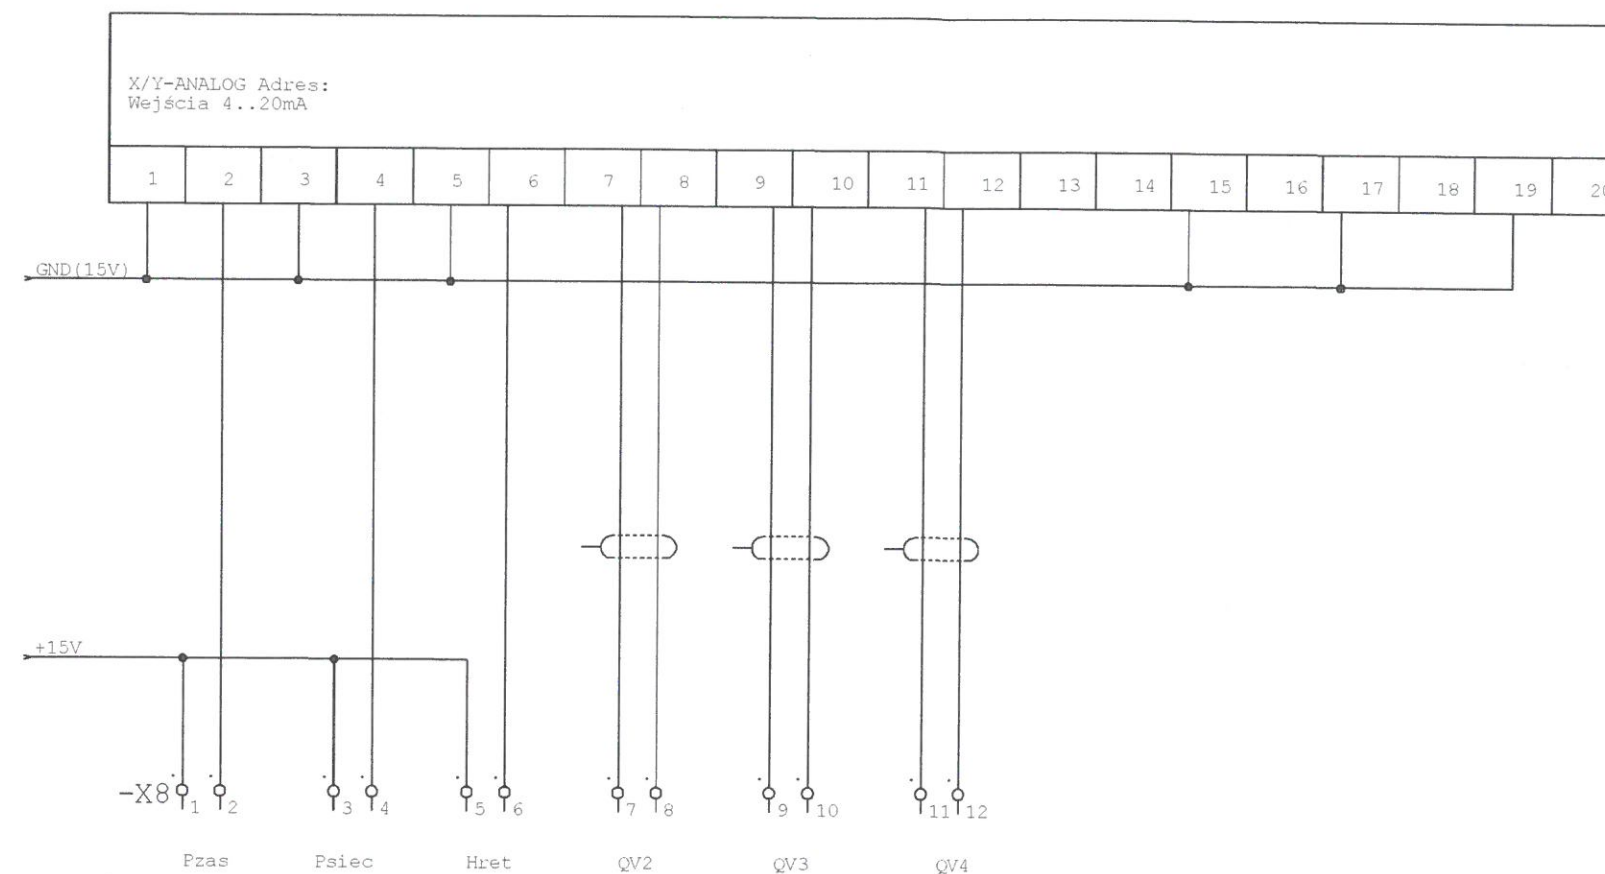 X/Y-ANALOG Adres:
Wejścia 4..20mA
1 2 3 4 5 6 7 8 9 10 11 12 13 14 15 16 17 18 19 20
GND(15V)
+15V
-X8 1 2 3 4 5 6 7 8 9 10 11 12
Pzas Psiec Hret QV2 QV3 QV4